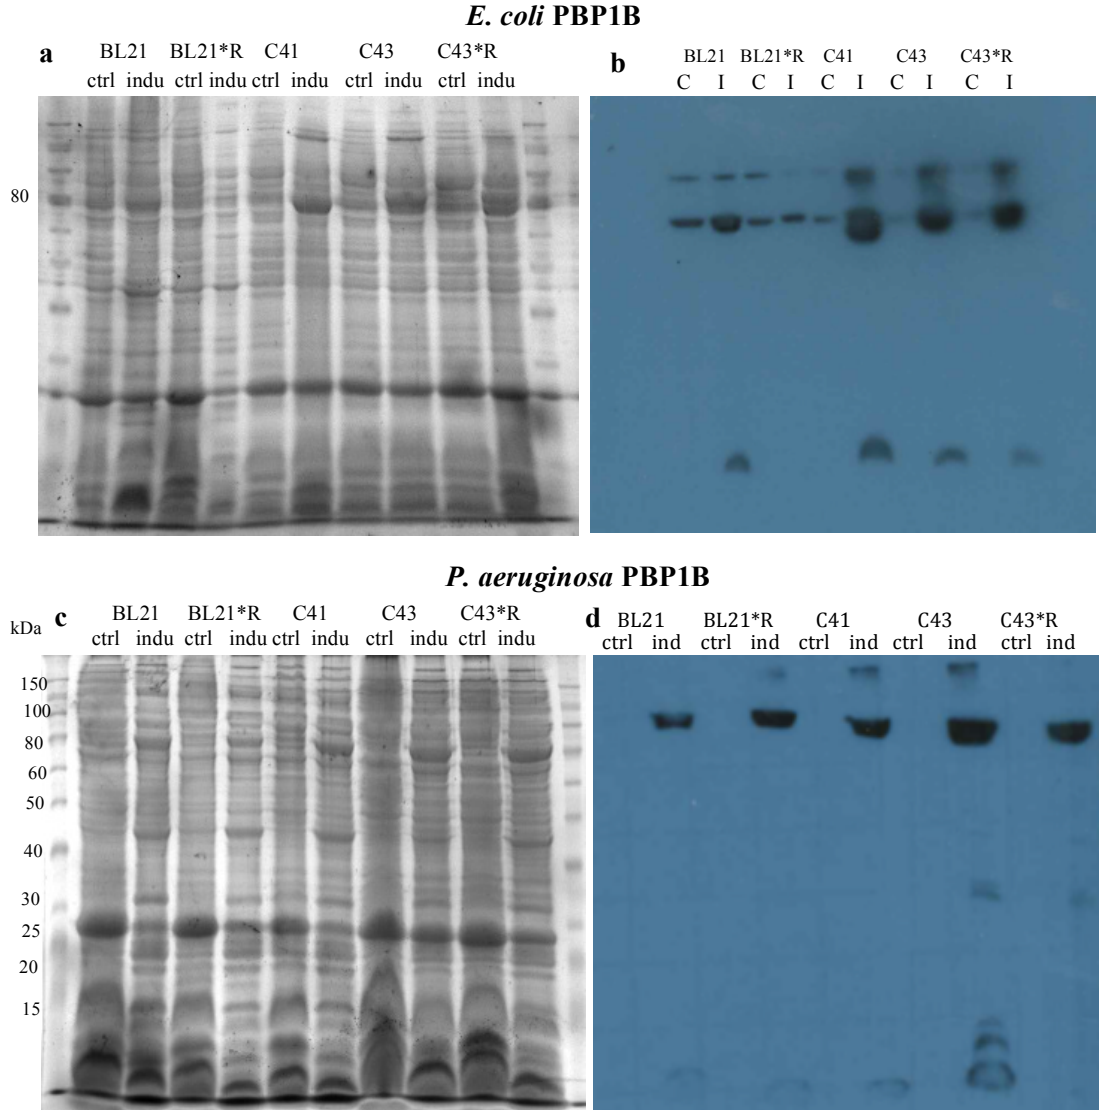 E. coli PBP1B
a BL21 BL21*R C41 C43 C43*R
ctrl indu ctrl indu ctrl indu ctrl indu ctrl indu
80
b BL21 BL21*R C41 C43 C43*R
C I C I C I C I C I
P. aeruginosa PBP1B
kDa c BL21 BL21*R C41 C43 C43*R
ctrl indu ctrl indu ctrl indu ctrl indu ctrl indu
150
100
80
60
50
40
30
25
20
15
d BL21 BL21*R C41 C43 C43*R
ctrl ind ctrl ind ctrl ind ctrl ind ctrl ind